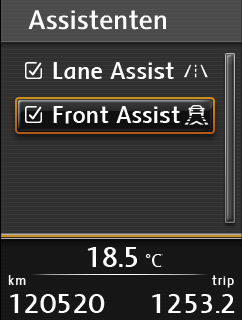 Assistenten
Lane Assist
Front Assist
18.5 °C
km trip
120520 1253.2